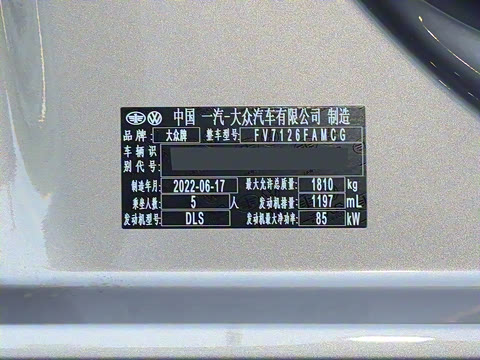 中国 一汽-大众汽车有限公司 制造
品牌: 大众牌 整车型号: FV7126FAMCG
车辆识
别代号:
制造年月 2022-06-17 最大允许总质量: 1810 kg
乘坐人数: 5 人 发动机排量: 1197 mL
发动机型号: DLS 发动机最大净功率: 85 kW